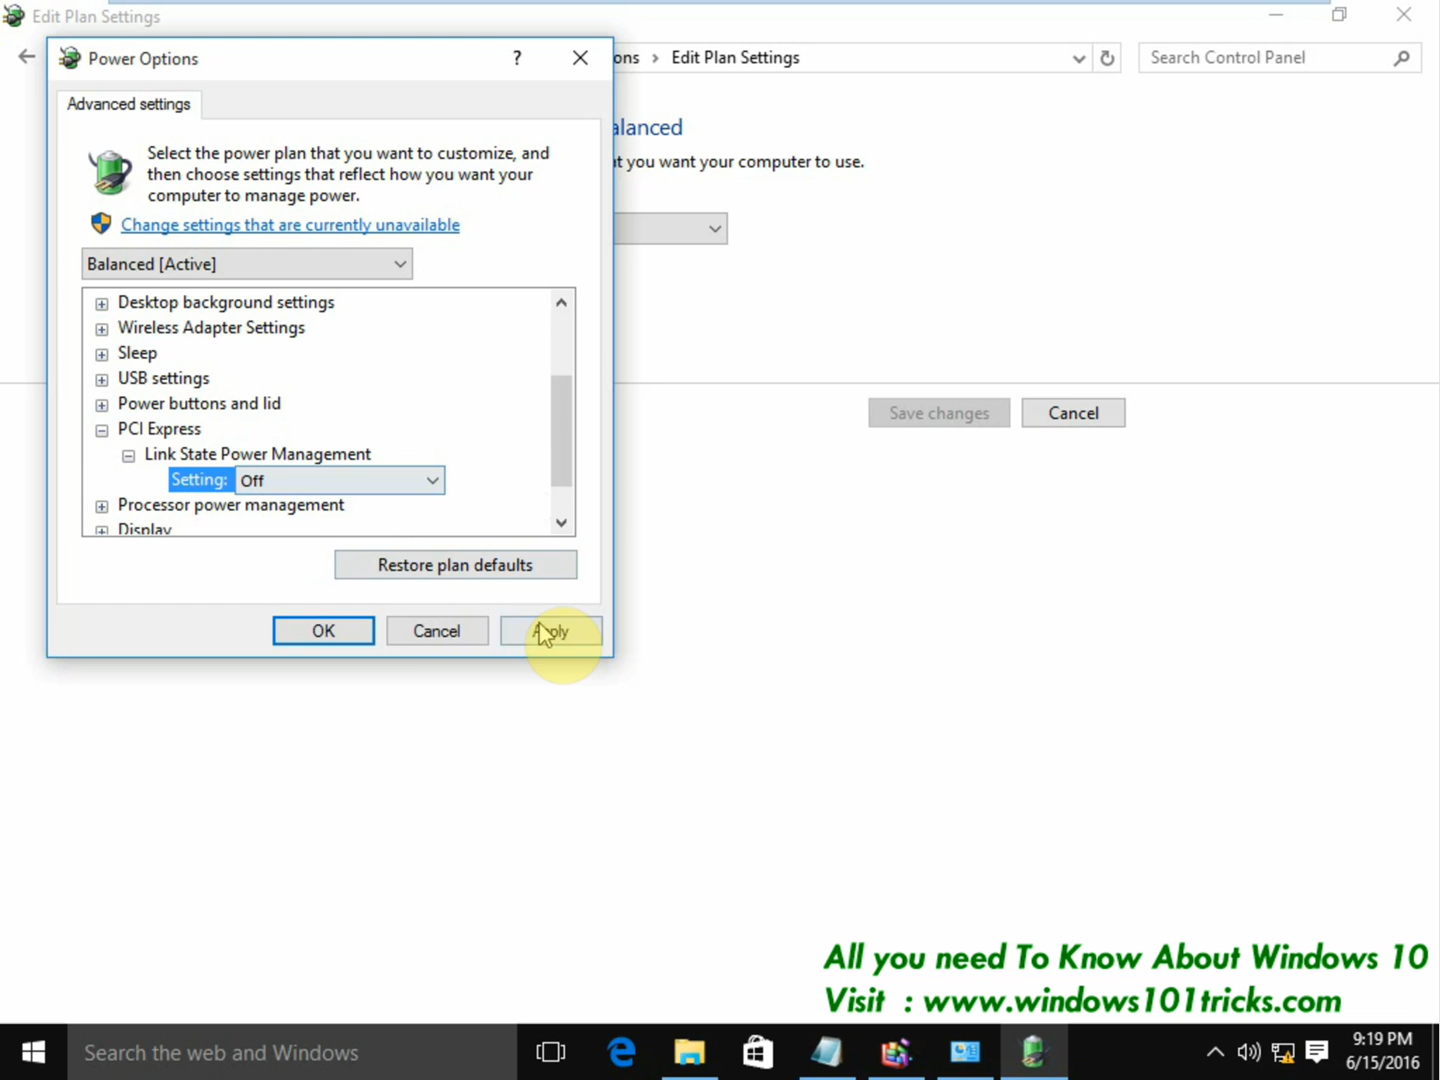 Edit Plan Settings
Power Options
?
ons > Edit Plan Settings
Search Control Panel
Advanced settings
alanced
Select the power plan that you want to customize, and
then choose settings that reflect how you want your
computer to manage power.
t you want your computer to use.
Change settings that are currently unavailable
Balanced [Active]
Desktop background settings
Wireless Adapter Settings
Sleep
USB settings
Power buttons and lid
PCI Express
Link State Power Management
Setting: Off
Processor power management
Display
Save changes
Cancel
Restore plan defaults
OK
Cancel
Apply
All you need To Know About Windows 10
Visit : www.windows101tricks.com
Search the web and Windows
9:19 PM
6/15/2016